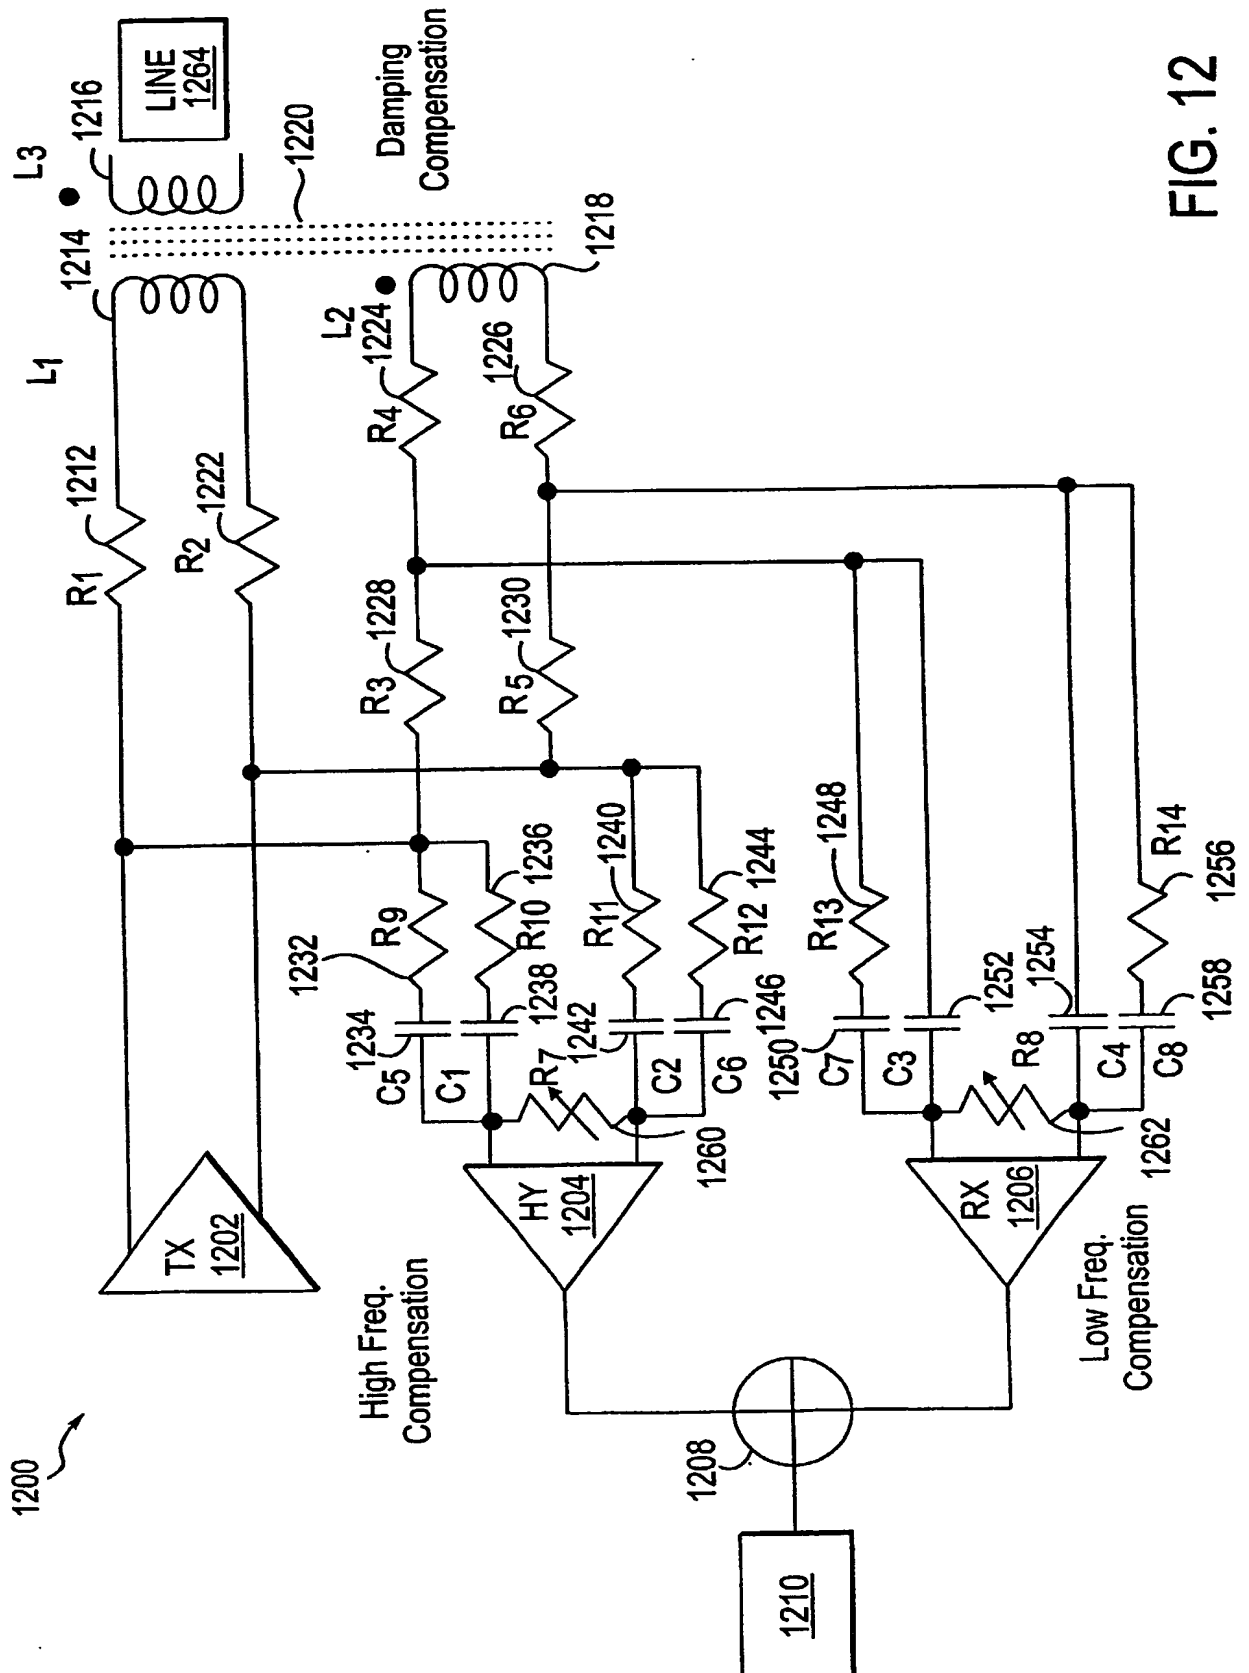 1200
TX
1202
R1
1212
R2
1222
L1
1214
L3
1216
LINE
1264
1220
Damping
Compensation
L2
1224
R4
1226
R6
1218
R3
1228
R5
1230
High Freq.
Compensation
HY
1204
1232
R9
1234
C5
1236
R10
1238
C1
R7
1260
1240
R11
1242
C2
1244
R12
1246
C6
1208
1210
RX
1206
Low Freq.
Compensation
1248
R13
1250
C7
1252
C3
R8
1262
1254
C4
R14
1256
1258
C8
FIG. 12